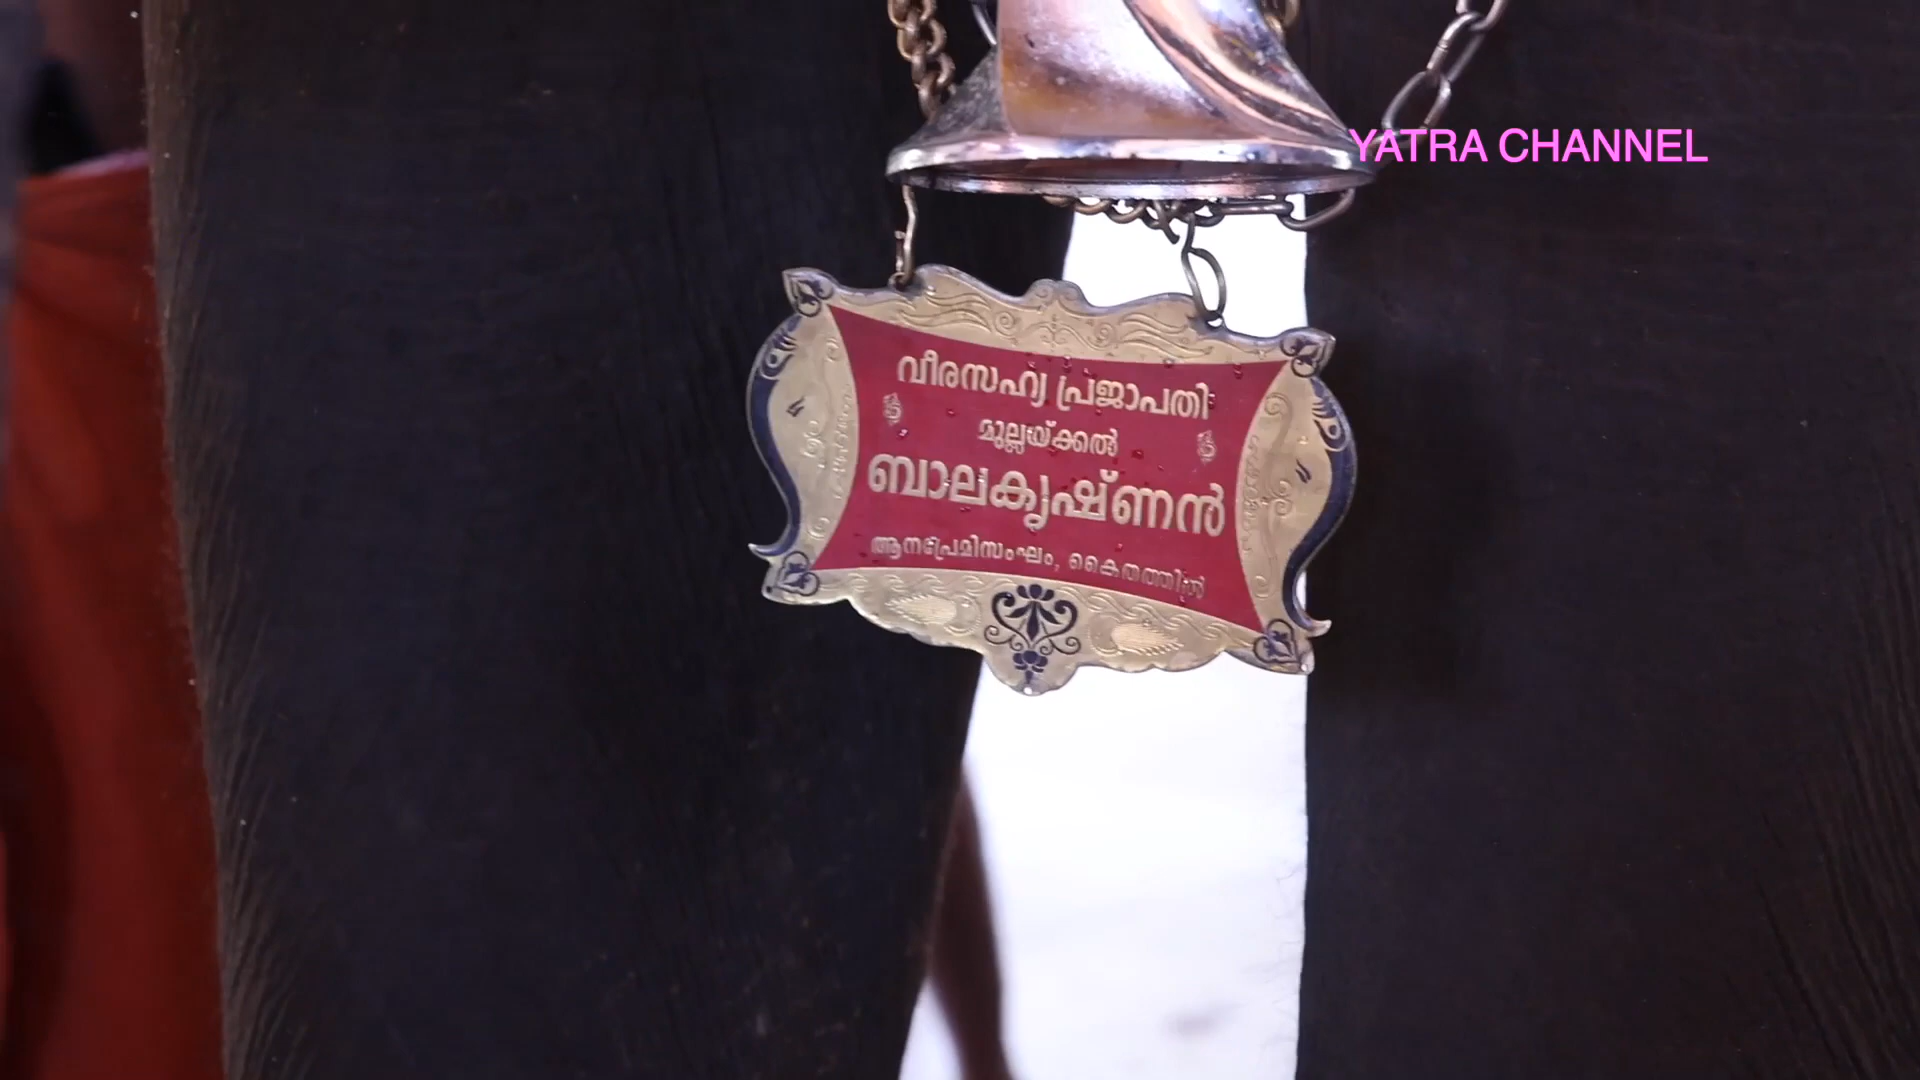 YATRA CHANNEL
വീരസഹ്യ പ്രജാപതി
മുല്ലയ്ക്കൽ
ബാലകൃഷ്ണൻ
ആനപ്രേമിസംഘം, കൈതത്തിൽ